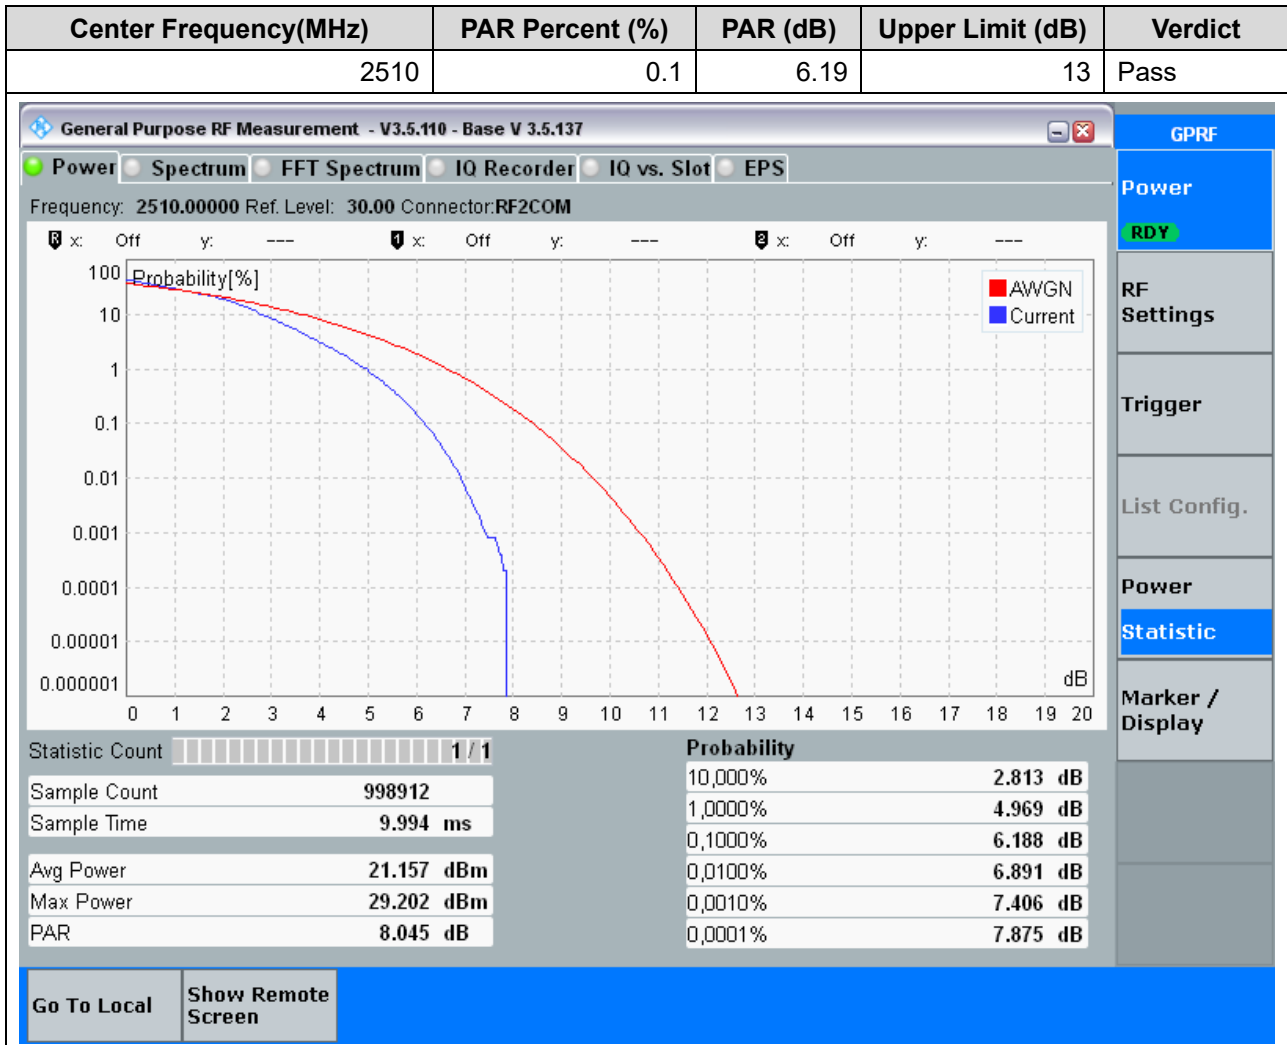 Center Frequency(MHz) PAR Percent (%) PAR (dB) Upper Limit (dB) Verdict
2510 0.1 6.19 13 Pass
General Purpose RF Measurement - V3.5.110 - Base V 3.5.137
GPRF
Power Spectrum FFT Spectrum IQ Recorder IQ vs. Slot EPS
Frequency: 2510.00000 Ref. Level: 30.00 Connector:RF2COM
R x: Off y: --- 1 x: Off y: --- 2 x: Off y: ---
Probability[%]
AWGN
Current
100
10
1
0.1
0.01
0.001
0.0001
0.00001
0.000001
dB
0 1 2 3 4 5 6 7 8 9 10 11 12 13 14 15 16 17 18 19 20
Statistic Count 1 / 1
Sample Count 998912
Sample Time 9.994 ms
Avg Power 21.157 dBm
Max Power 29.202 dBm
PAR 8.045 dB
Probability
10,000% 2.813 dB
1,0000% 4.969 dB
0,1000% 6.188 dB
0,0100% 6.891 dB
0,0010% 7.406 dB
0,0001% 7.875 dB
Power
RDY
RF
Settings
Trigger
List Config.
Power
Statistic
Marker /
Display
Go To Local
Show Remote
Screen